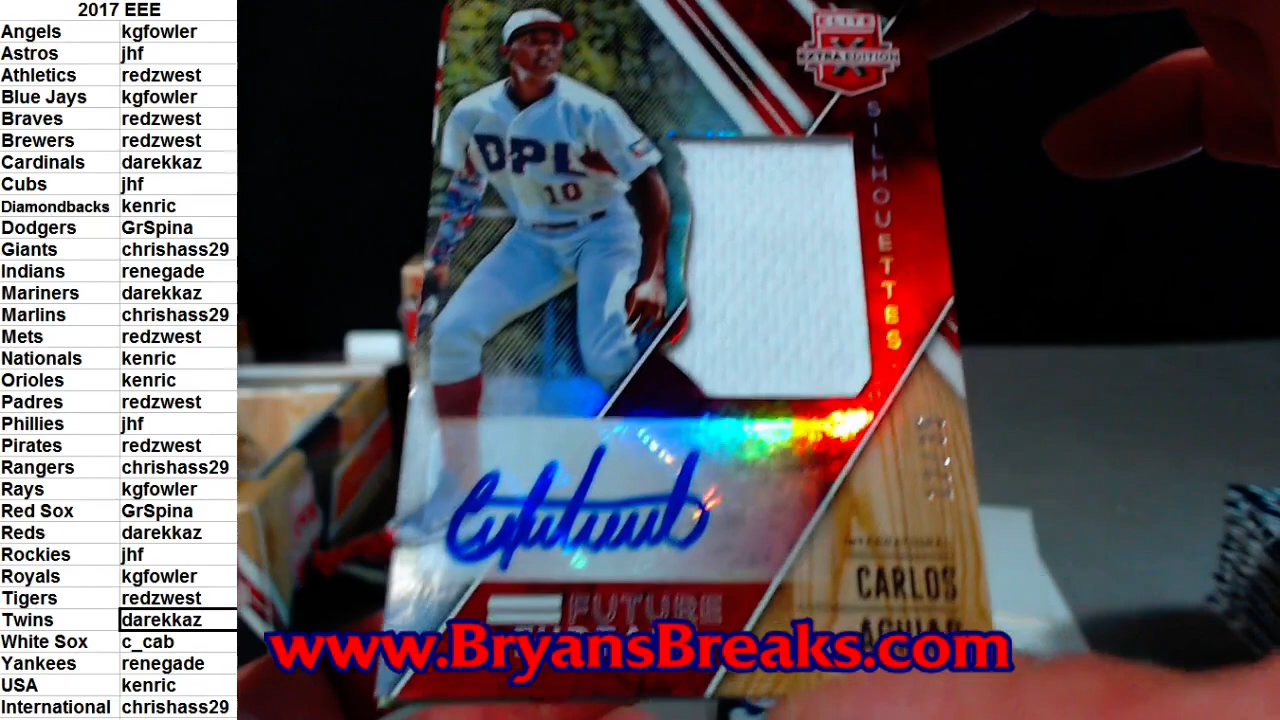 2017 EEE
Angels kgfowler
Astros jhf
Athletics redzwest
Blue Jays kgfowler
Braves redzwest
Brewers redzwest
Cardinals darekkaz
Cubs jhf
Diamondbacks kenric
Dodgers GrSpina
Giants chrishass29
Indians renegade
Mariners darekkaz
Marlins chrishass29
Mets redzwest
Nationals kenric
Orioles kenric
Padres redzwest
Phillies jhf
Pirates redzwest
Rangers chrishass29
Rays kgfowler
Red Sox GrSpina
Reds darekkaz
Rockies jhf
Royals kgfowler
Tigers redzwest
Twins darekkaz
White Sox c_cab
Yankees renegade
USA kenric
International chrishass29
ELITE
EXTRA EDITION
SILHOUETTES
DPL
10
INTERNATIONAL
CARLOS
AGUIAR
FUTURE
THREADS
www.BryansBreaks.com